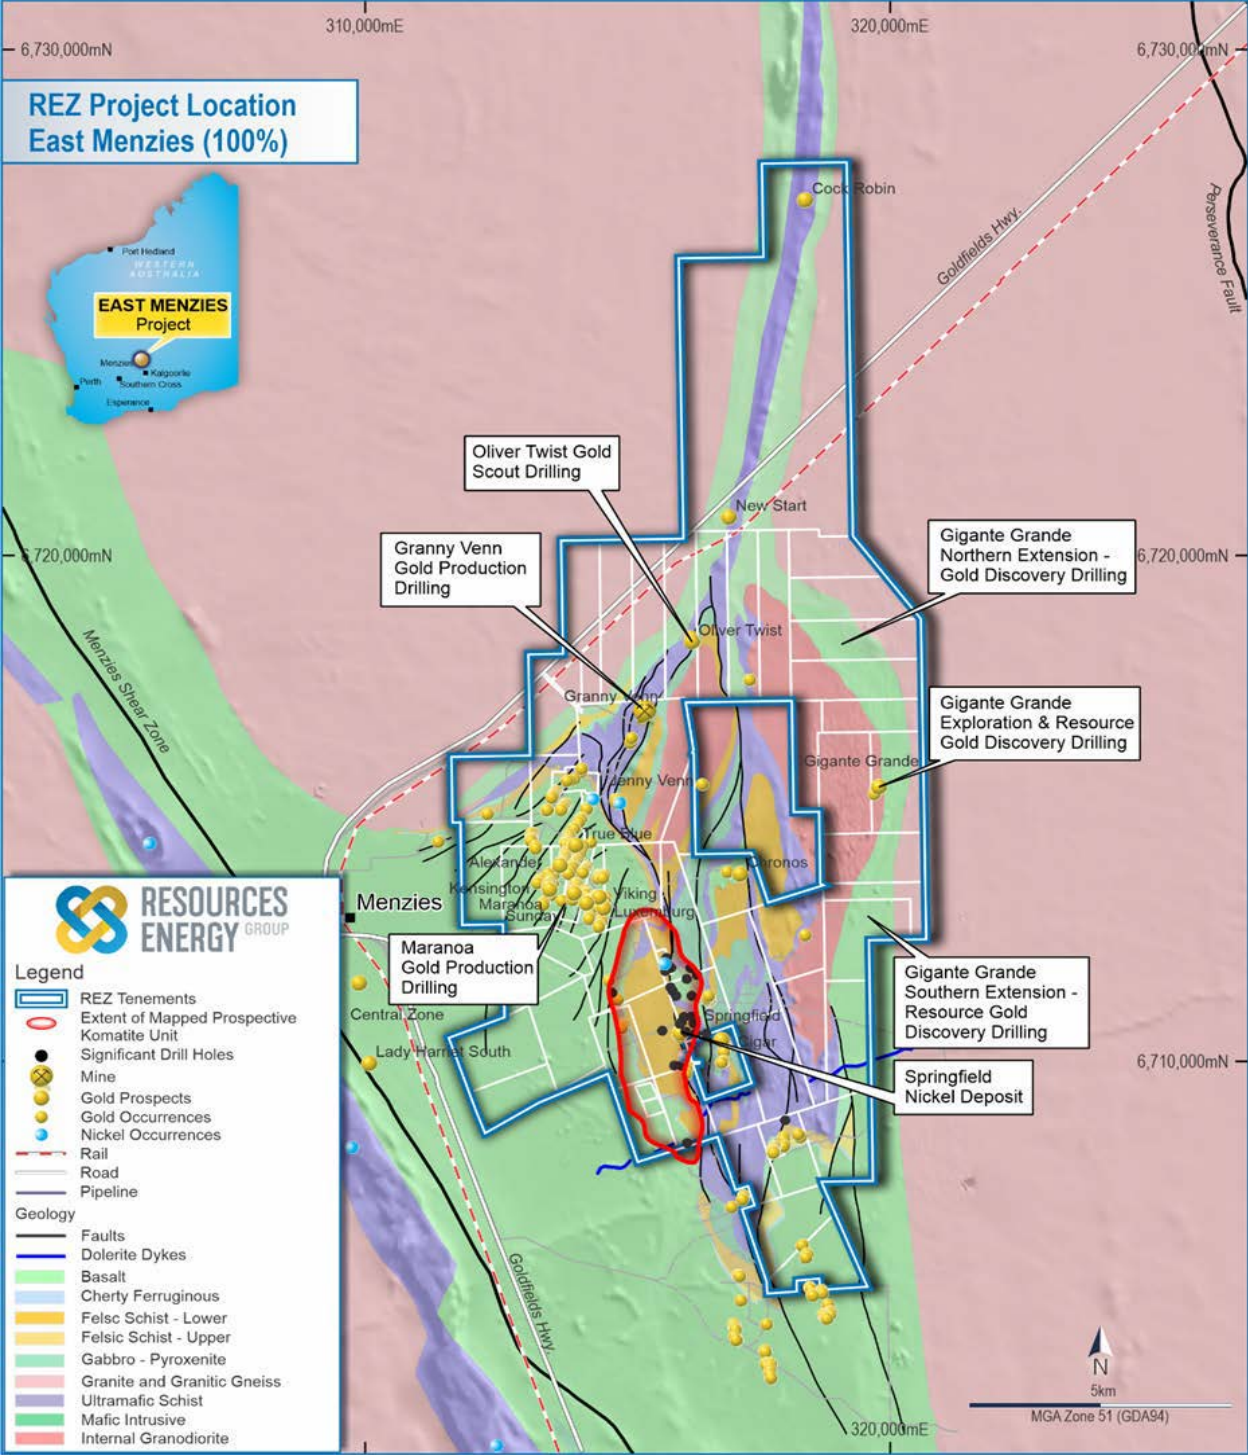 310,000mE
320,000mE
6,730,000mN
6,730,000mN
REZ Project Location
East Menzies (100%)
Cock Robin
Goldfields Hwy.
Perseverance Fault
Port Hedland
WESTERN
AUSTRALIA
EAST MENZIES
Project
Menzies
Kalgoorlie
Perth
Southern Cross
Esperance
Oliver Twist Gold
Scout Drilling
New Start
Granny Venn
Gold Production
Drilling
Gigante Grande
Northern Extension -
Gold Discovery Drilling
6,720,000mN
6,720,000mN
Menzies Shear Zone
Oliver Twist
Granny Venn
Gigante Grande
Exploration & Resource
Gold Discovery Drilling
Gigante Grande
Jenny Venn
True Blue
Alexander
Chronos
Kensington
Maranoa
Sunday
Viking
Luxemburg
Menzies
Maranoa
Gold Production
Drilling
Gigante Grande
Southern Extension -
Resource Gold
Discovery Drilling
Central Zone
Springfield
Cigar
Lady Harriet South
6,710,000mN
Springfield
Nickel Deposit
RESOURCES
ENERGY GROUP
Legend
REZ Tenements
Extent of Mapped Prospective
Komatite Unit
Significant Drill Holes
Mine
Gold Prospects
Gold Occurrences
Nickel Occurrences
Rail
Road
Pipeline
Geology
Faults
Dolerite Dykes
Basalt
Cherty Ferruginous
Felsc Schist - Lower
Felsic Schist - Upper
Gabbro - Pyroxenite
Granite and Granitic Gneiss
Ultramafic Schist
Mafic Intrusive
Internal Granodiorite
Goldfields Hwy.
N
5km
MGA Zone 51 (GDA94)
320,000mE